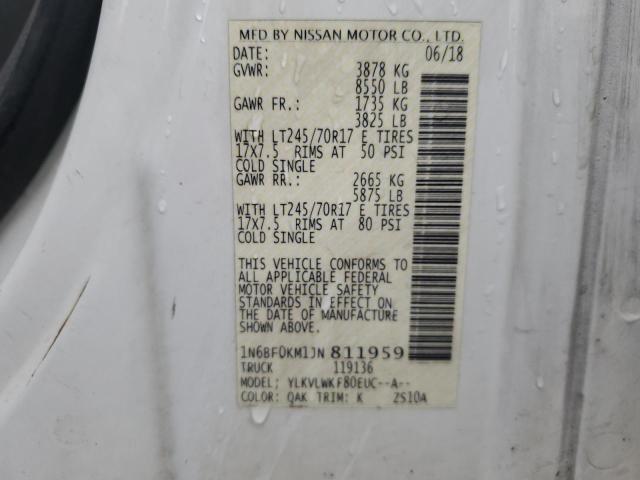 MFD BY NISSAN MOTOR CO., LTD.
DATE: 06/18
GVWR: 3878 KG
8550 LB
GAWR FR.: 1735 KG
3825 LB
WITH LT245/70R17 E TIRES
17X7.5 RIMS AT 50 PSI
COLD SINGLE
GAWR RR.: 2665 KG
5875 LB
WITH LT245/70R17 E TIRES
17X7.5 RIMS AT 80 PSI
COLD SINGLE
THIS VEHICLE CONFORMS TO
ALL APPLICABLE FEDERAL
MOTOR VEHICLE SAFETY
STANDARDS IN EFFECT ON
THE DATE OF MANUFACTURE
SHOWN ABOVE.
1N6BF0KM1JN811959
TRUCK 119136
MODEL: YLKVLWKF80EUC--A--
COLOR: QAK TRIM: K ZS10A